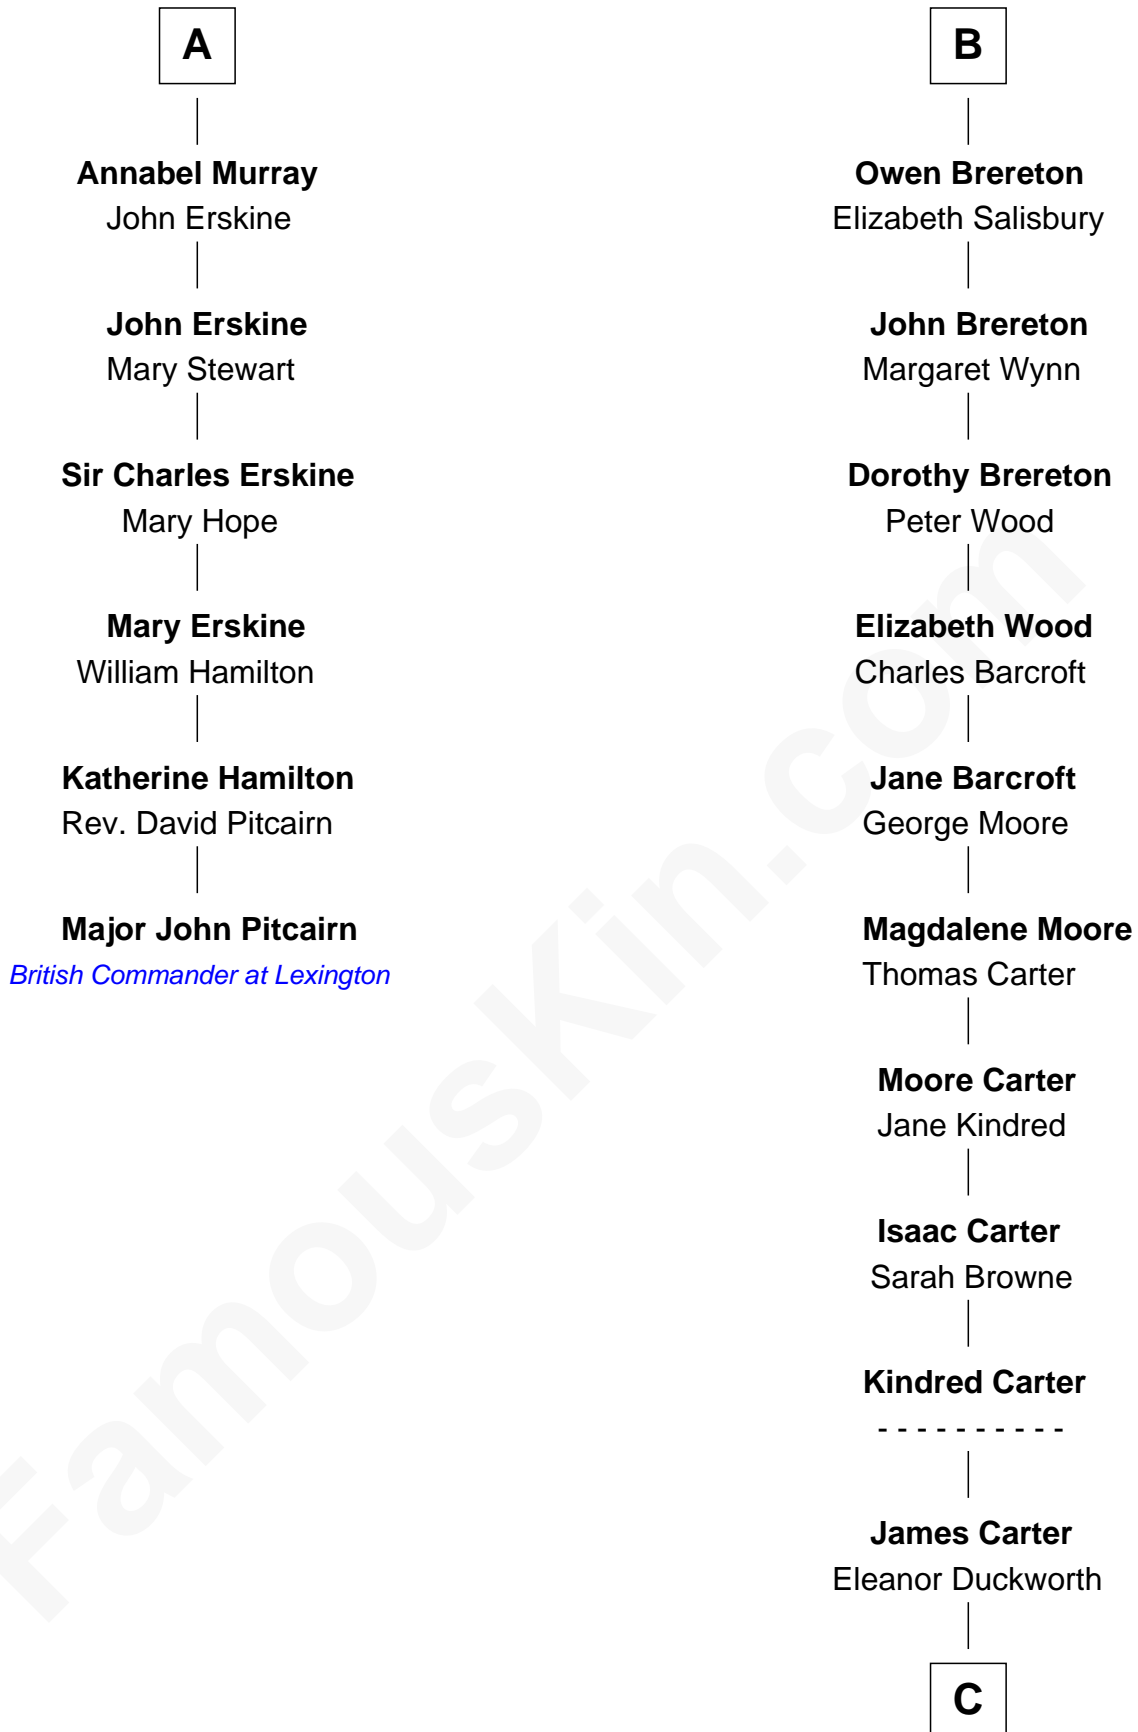 A
Annabel Murray
John Erskine
John Erskine
Mary Stewart
Sir Charles Erskine
Mary Hope
Mary Erskine
William Hamilton
Katherine Hamilton
Rev. David Pitcairn
Major John Pitcairn
British Commander at Lexington
B
Owen Brereton
Elizabeth Salisbury
John Brereton
Margaret Wynn
Dorothy Brereton
Peter Wood
Elizabeth Wood
Charles Barcroft
Jane Barcroft
George Moore
Magdalene Moore
Thomas Carter
Moore Carter
Jane Kindred
Isaac Carter
Sarah Browne
Kindred Carter
- - - - - - - - - -
James Carter
Eleanor Duckworth
C
FamousKin.com